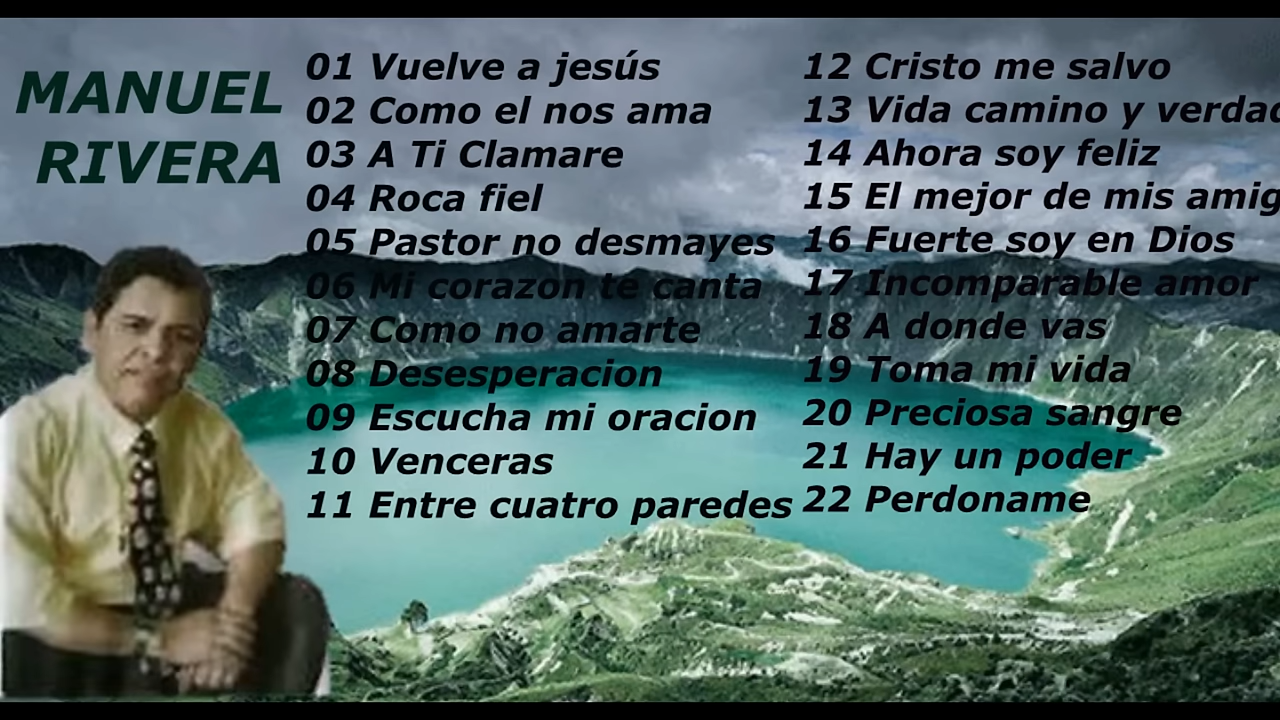 MANUEL
RIVERA
01 Vuelve a jesús
02 Como el nos ama
03 A Ti Clamare
04 Roca fiel
05 Pastor no desmayes
06 Mi corazon te canta
07 Como no amarte
08 Desesperacion
09 Escucha mi oracion
10 Venceras
11 Entre cuatro paredes
12 Cristo me salvo
13 Vida camino y verdad
14 Ahora soy feliz
15 El mejor de mis amig
16 Fuerte soy en Dios
17 Incomparable amor
18 A donde vas
19 Toma mi vida
20 Preciosa sangre
21 Hay un poder
22 Perdoname